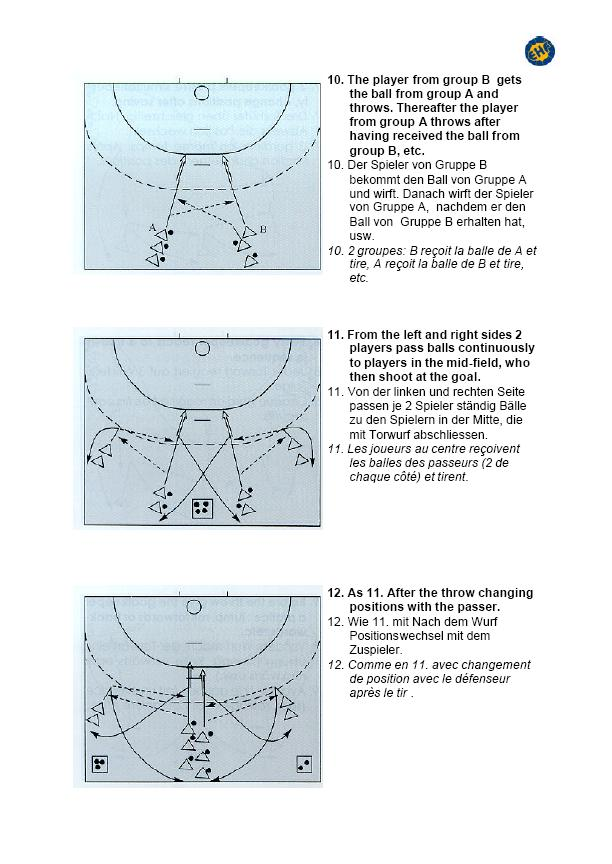 EHF
10. The player from group B gets
the ball from group A and
throws. Thereafter the player
from group A throws after
having received the ball from
group B, etc.
10. Der Spieler von Gruppe B
bekommt den Ball von Gruppe A
und wirft. Danach wirft der Spieler
von Gruppe A, nachdem er den
Ball von Gruppe B erhalten hat,
usw.
10. 2 groupes: B reçoit la balle de A et
tire, A reçoit la balle de B et tire,
etc.
A
B
11. From the left and right sides 2
players pass balls continuously
to players in the mid-field, who
then shoot at the goal.
11. Von der linken und rechten Seite
passen je 2 Spieler ständig Bälle
zu den Spielern in der Mitte, die
mit Torwurf abschliessen.
11. Les joueurs au centre reçoivent
les balles des passeurs (2 de
chaque côté) et tirent.
12. As 11. After the throw changing
positions with the passer.
12. Wie 11. mit Nach dem Wurf
Positionswechsel mit dem
Zuspieler.
12. Comme en 11. avec changement
de position avec le défenseur
après le tir .